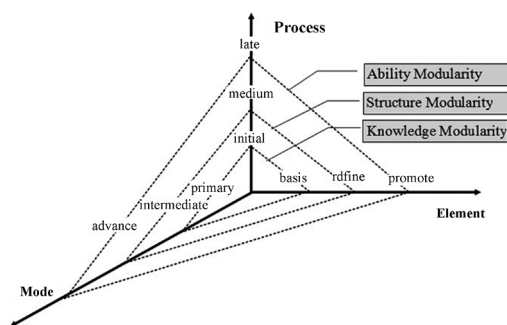 Process
late
Ability Modularity
medium
Structure Modularity
initial
Knowledge Modularity
primary
basis
rdfine
promote
intermediate
advance
Element
Mode